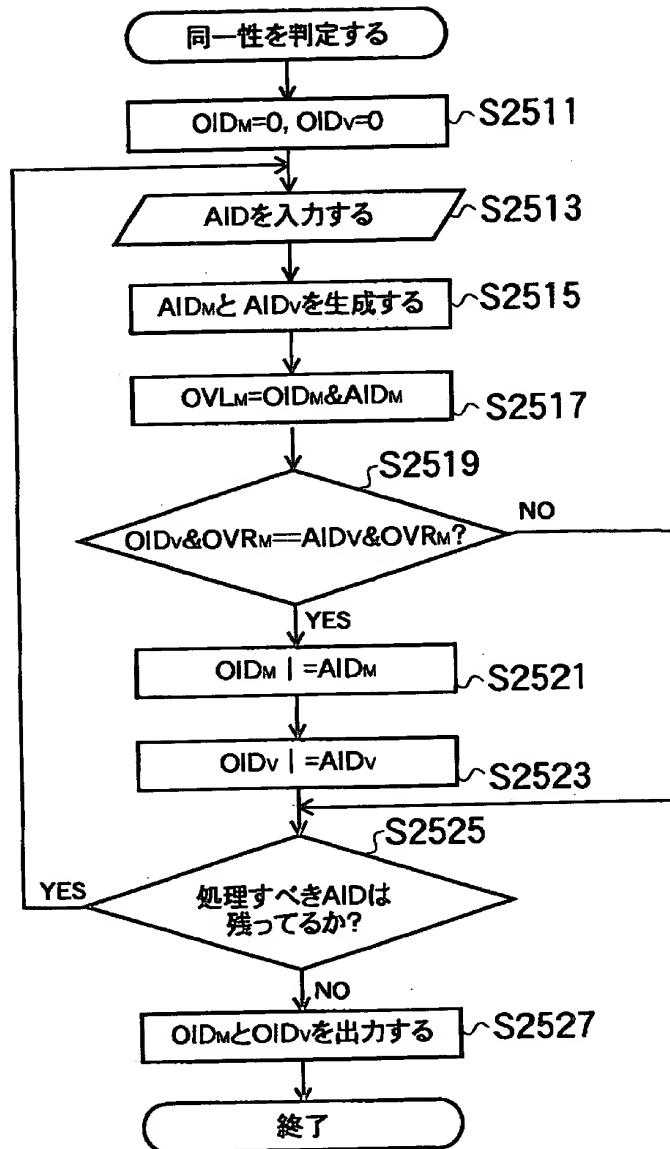 同一性を判定する
OIDM=0, OIDV=0
S2511
AIDを入力する
S2513
AIDMと AIDVを生成する
S2515
OVLM=OIDM&AIDM
S2517
S2519
OIDV&OVRM==AIDV&OVRM?
NO
YES
OIDM | =AIDM
S2521
OIDV | =AIDV
S2523
S2525
YES
処理すべきAIDは
残ってるか?
NO
OIDMとOIDVを出力する
S2527
終了